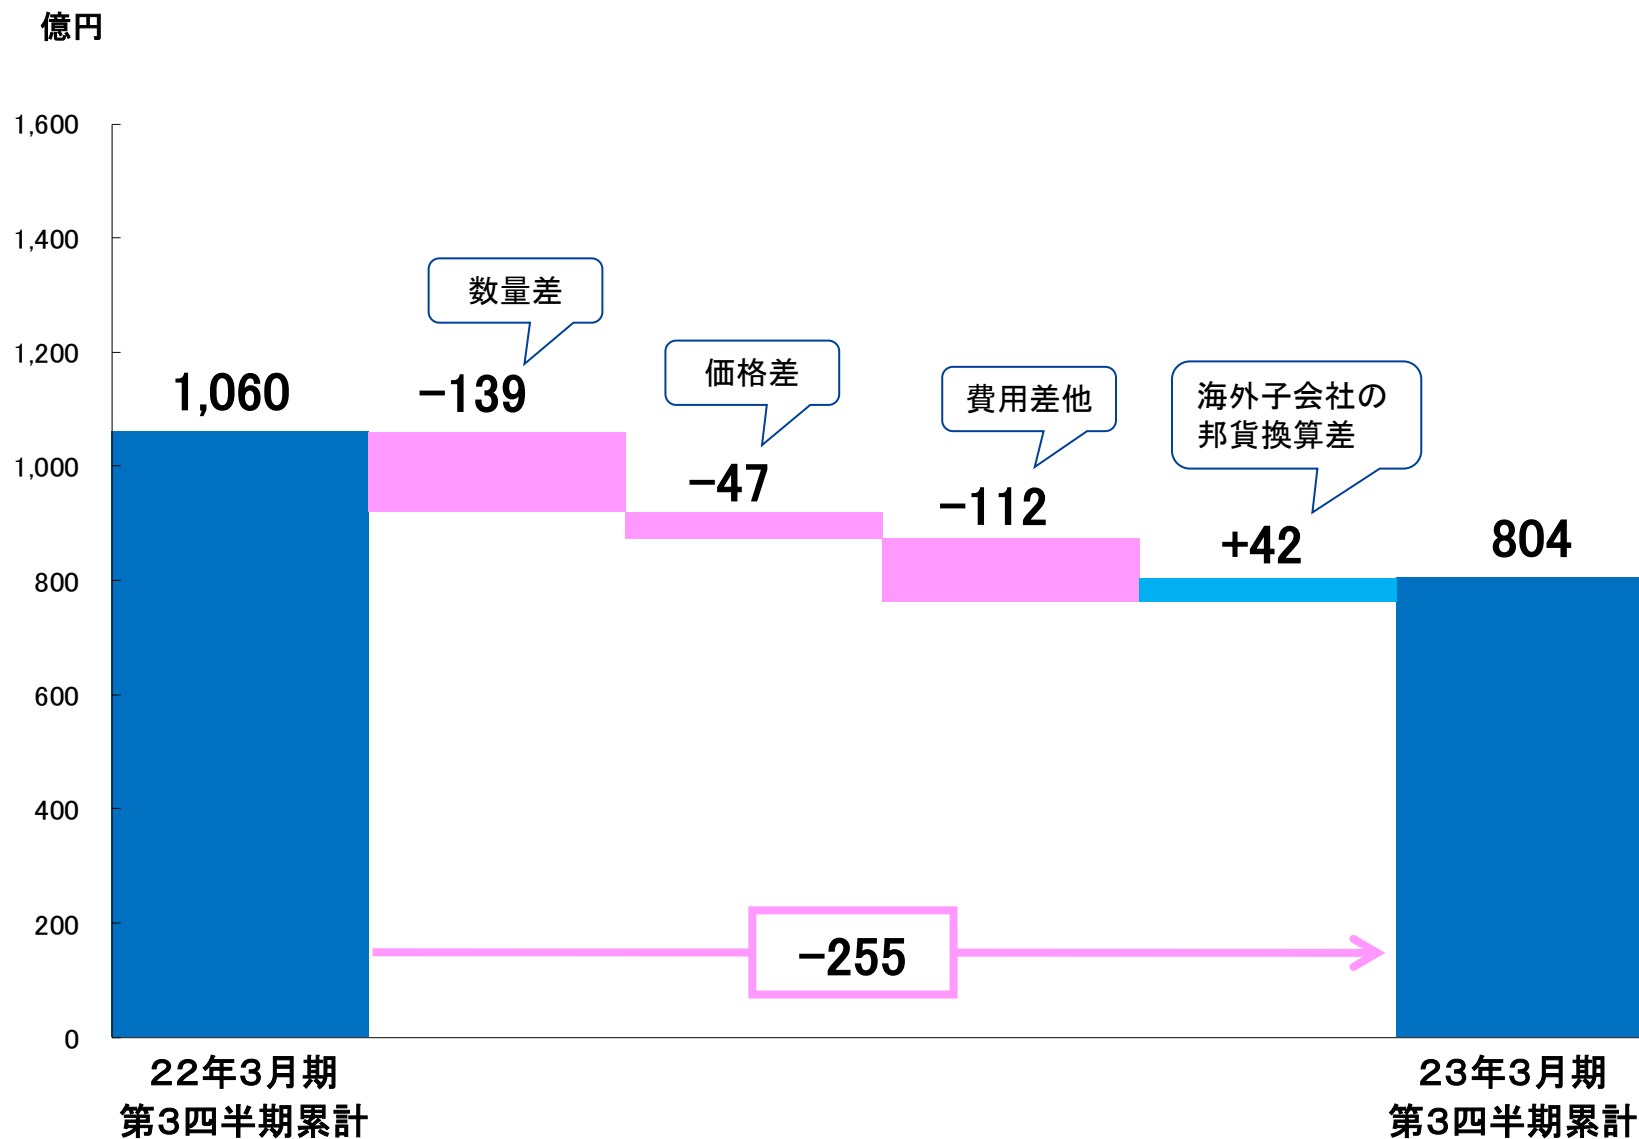 億円
1,600
1,400
1,200
1,000
800
600
400
200
0
1,060
数量差
−139
価格差
−47
費用差他
−112
海外子会社の
邦貨換算差
+42
804
−255
22年3月期
第3四半期累計
23年3月期
第3四半期累計